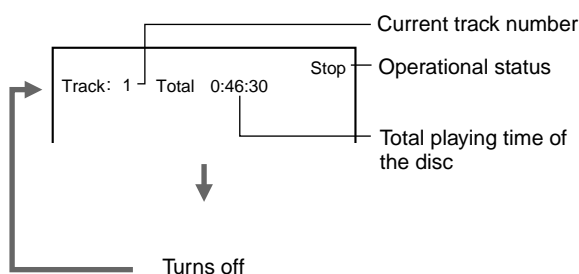 Current track number
Stop
Operational status
Track: 1 Total 0:46:30
Total playing time of
the disc
Turns off